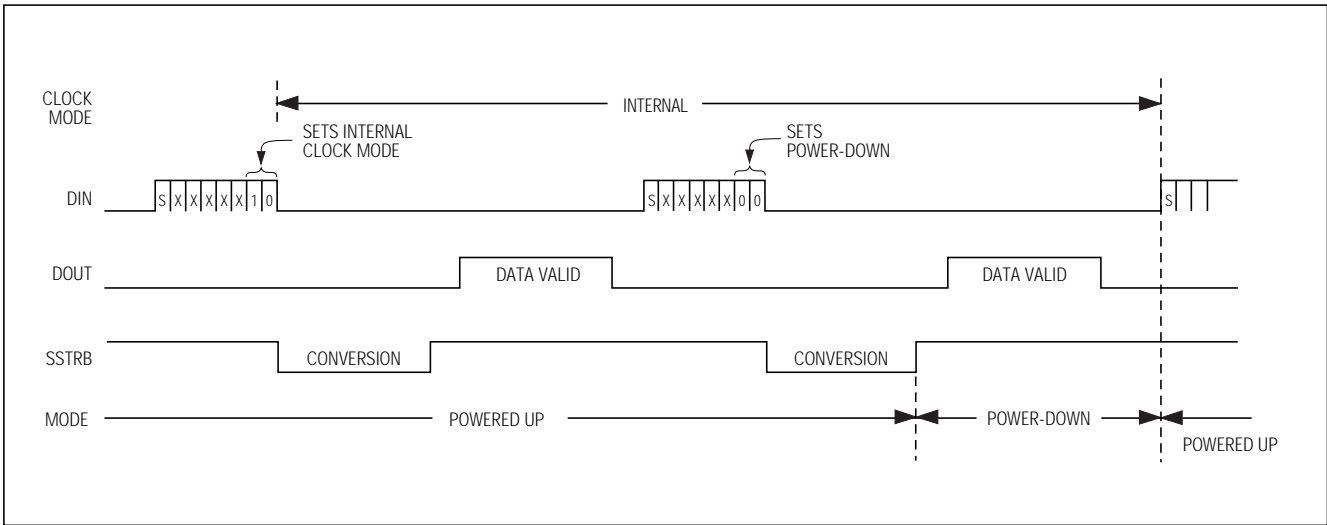 CLOCK
MODE
INTERNAL
SETS INTERNAL
CLOCK MODE
SETS
POWER-DOWN
DIN
S X X X X X 1 0
S X X X X X 0 0
S
DOUT
DATA VALID
DATA VALID
SSTRB
CONVERSION
CONVERSION
MODE
POWERED UP
POWER-DOWN
POWERED UP